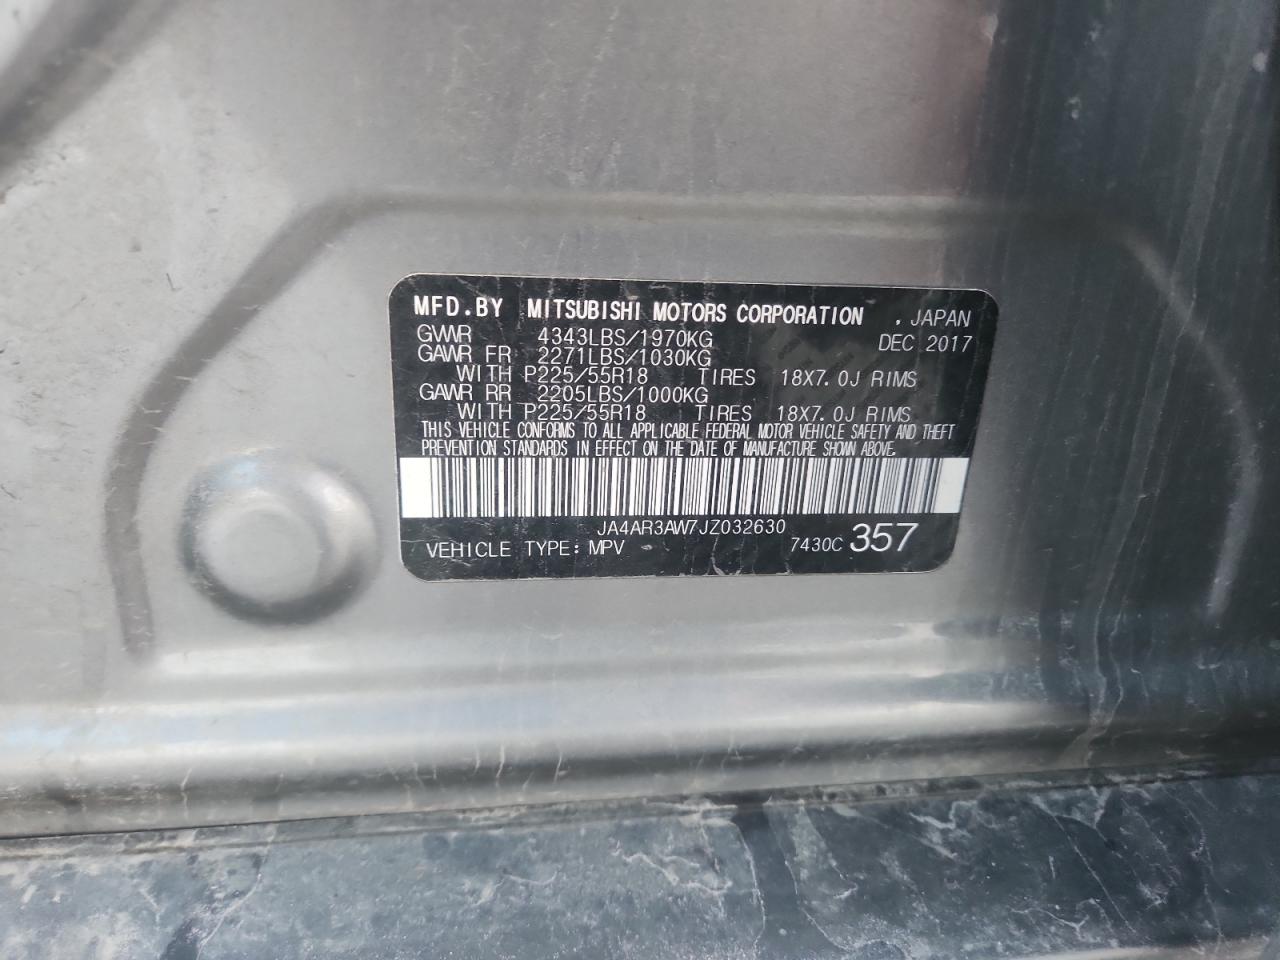 MFD.BY MITSUBISHI MOTORS CORPORATION , JAPAN
GVWR 4343LBS/1970KG DEC 2017
GAWR FR 2271LBS/1030KG
WITH P225/55R18 TIRES 18X7.0J RIMS
GAWR RR 2205LBS/1000KG
WITH P225/55R18 TIRES 18X7.0J RIMS
THIS VEHICLE CONFORMS TO ALL APPLICABLE FEDERAL MOTOR VEHICLE SAFETY AND THEFT
PREVENTION STANDARDS IN EFFECT ON THE DATE OF MANUFACTURE SHOWN ABOVE.
JA4AR3AW7JZ032630
VEHICLE TYPE: MPV 7430C 357